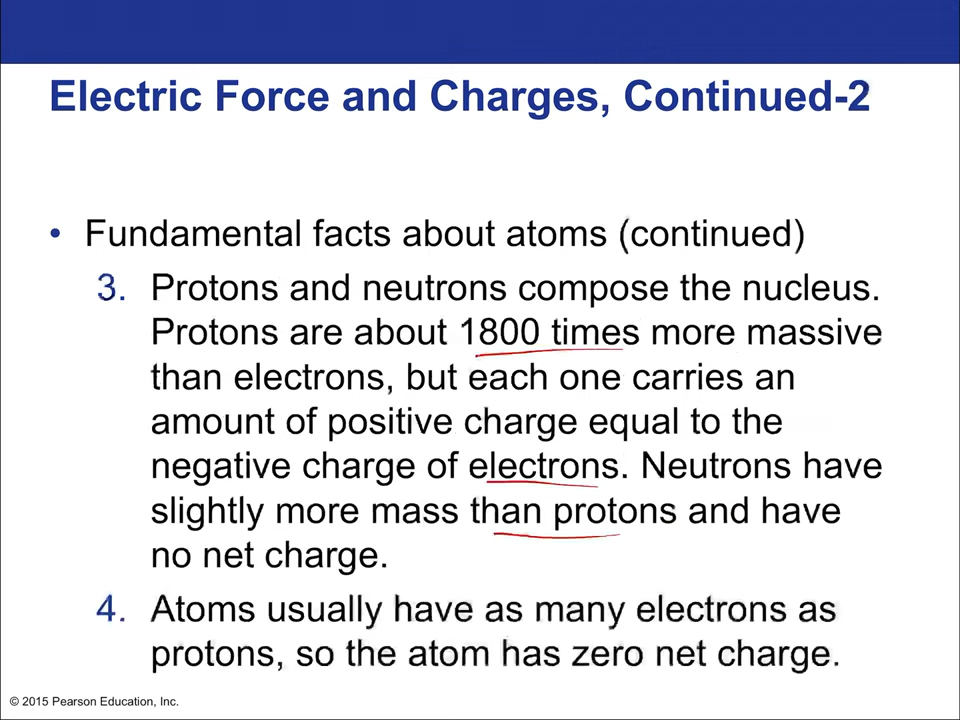 Electric Force and Charges, Continued-2
• Fundamental facts about atoms (continued)
3. Protons and neutrons compose the nucleus.
Protons are about 1800 times more massive
than electrons, but each one carries an
amount of positive charge equal to the
negative charge of electrons. Neutrons have
slightly more mass than protons and have
no net charge.
4. Atoms usually have as many electrons as
protons, so the atom has zero net charge.
© 2015 Pearson Education, Inc.